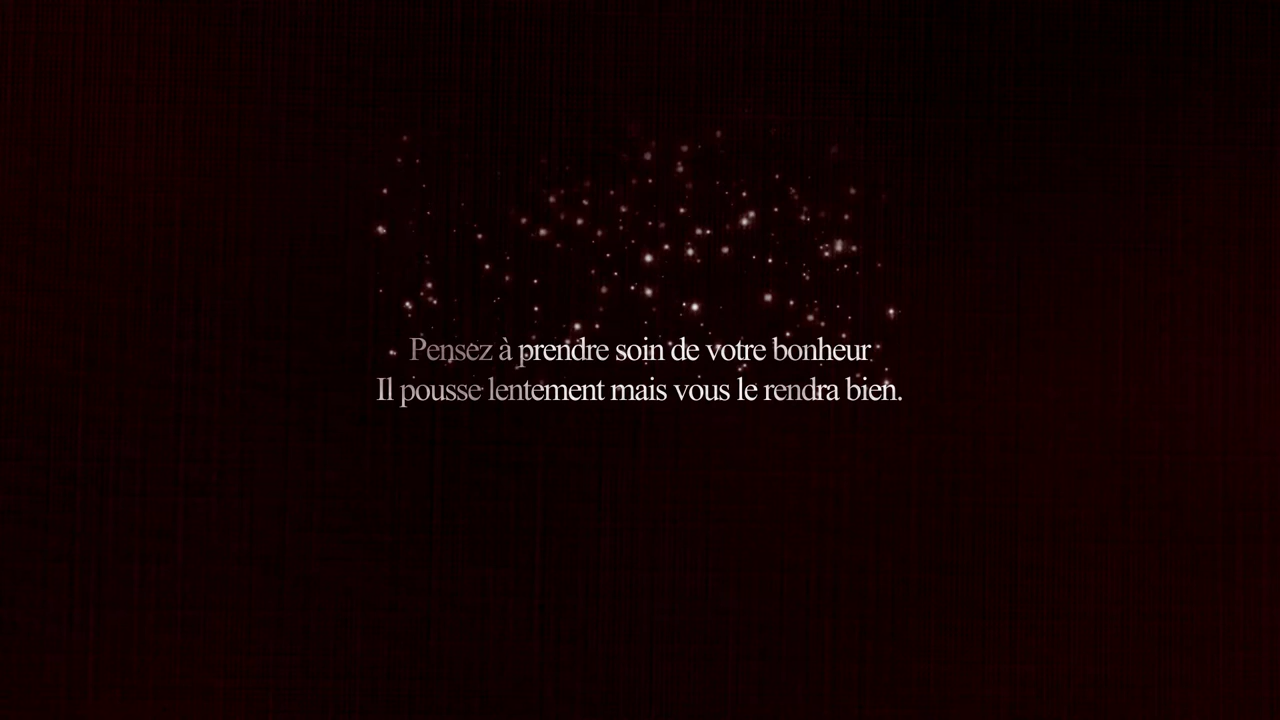 Pensez à prendre soin de votre bonheur
Il pousse lentement mais vous le rendra bien.